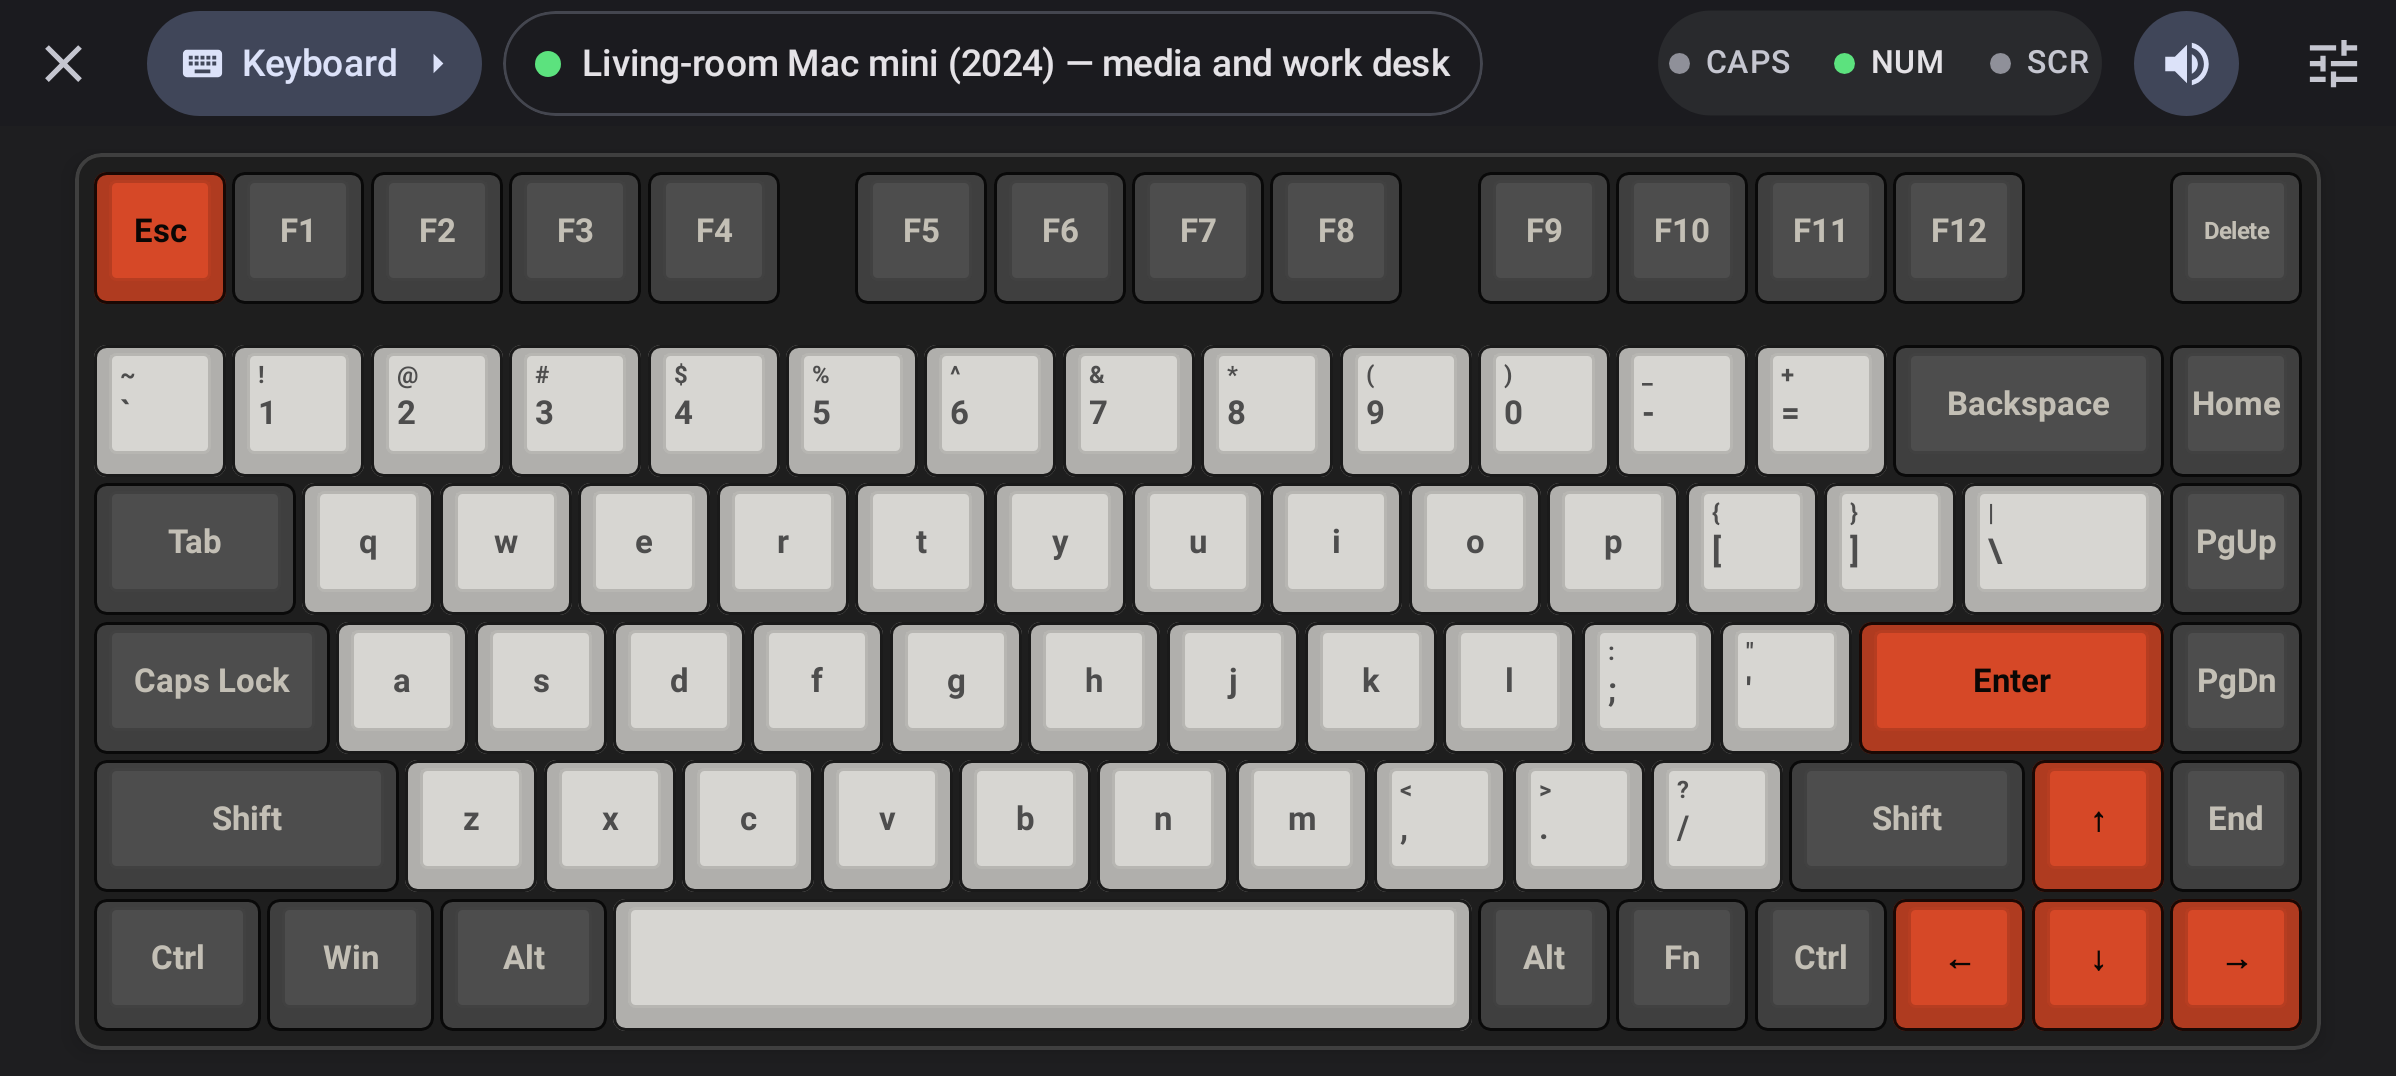 Keyboard Living-room Mac mini (2024) — media and work desk CAPS NUM SCR
Esc F1 F2 F3 F4 F5 F6 F7 F8 F9 F10 F11 F12 Delete
~ ! @ # $ % ^ & * ( ) _ +
` 1 2 3 4 5 6 7 8 9 0 - = Backspace Home
{ } |
Tab q w e r t y u i o p [ ] \ PgUp
: "
Caps Lock a s d f g h j k l ; ' Enter PgDn
< > ?
Shift z x c v b n m , . / Shift ↑ End
Ctrl Win Alt Alt Fn Ctrl ← ↓ →